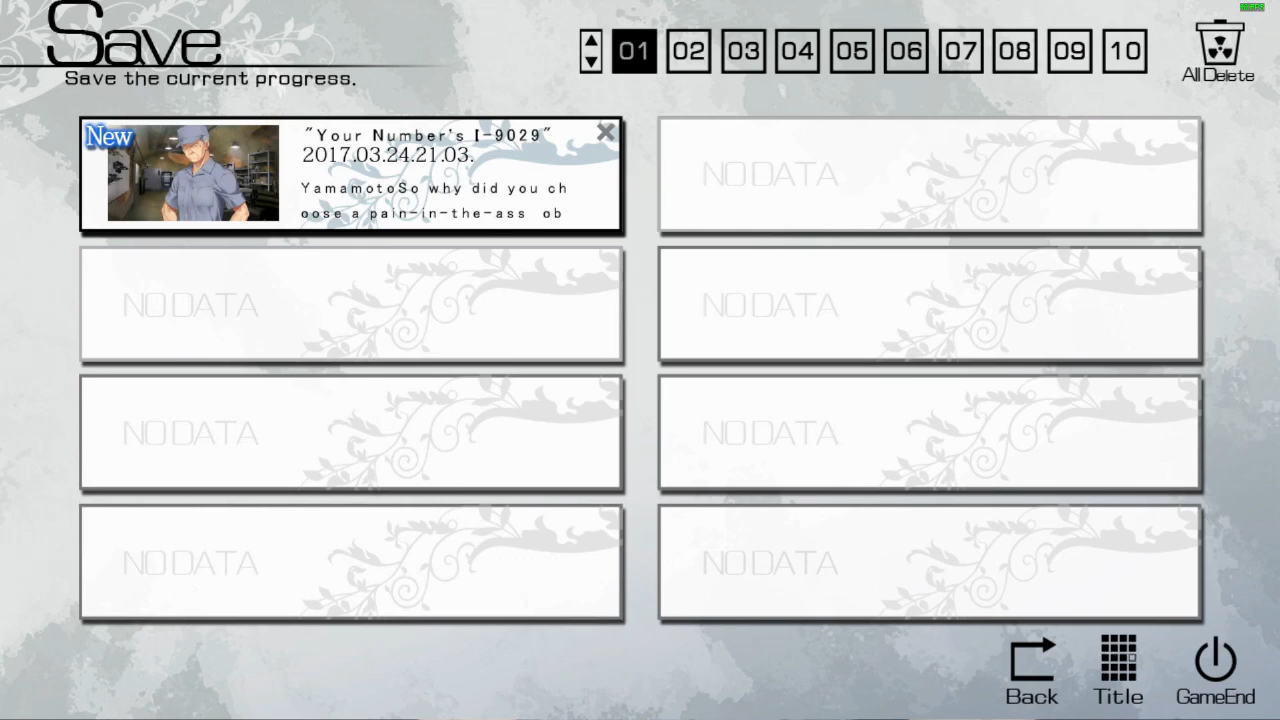 Save
Save the current progress.
01 02 03 04 05 06 07 08 09 10
All Delete
New
"Your Number's I-9029"
2017.03.24.21.03.
YamamotoSo why did you ch
oose a pain-in-the-ass ob
NO DATA
NO DATA
NO DATA
NO DATA
NO DATA
NO DATA
NO DATA
Back
Title
GameEnd